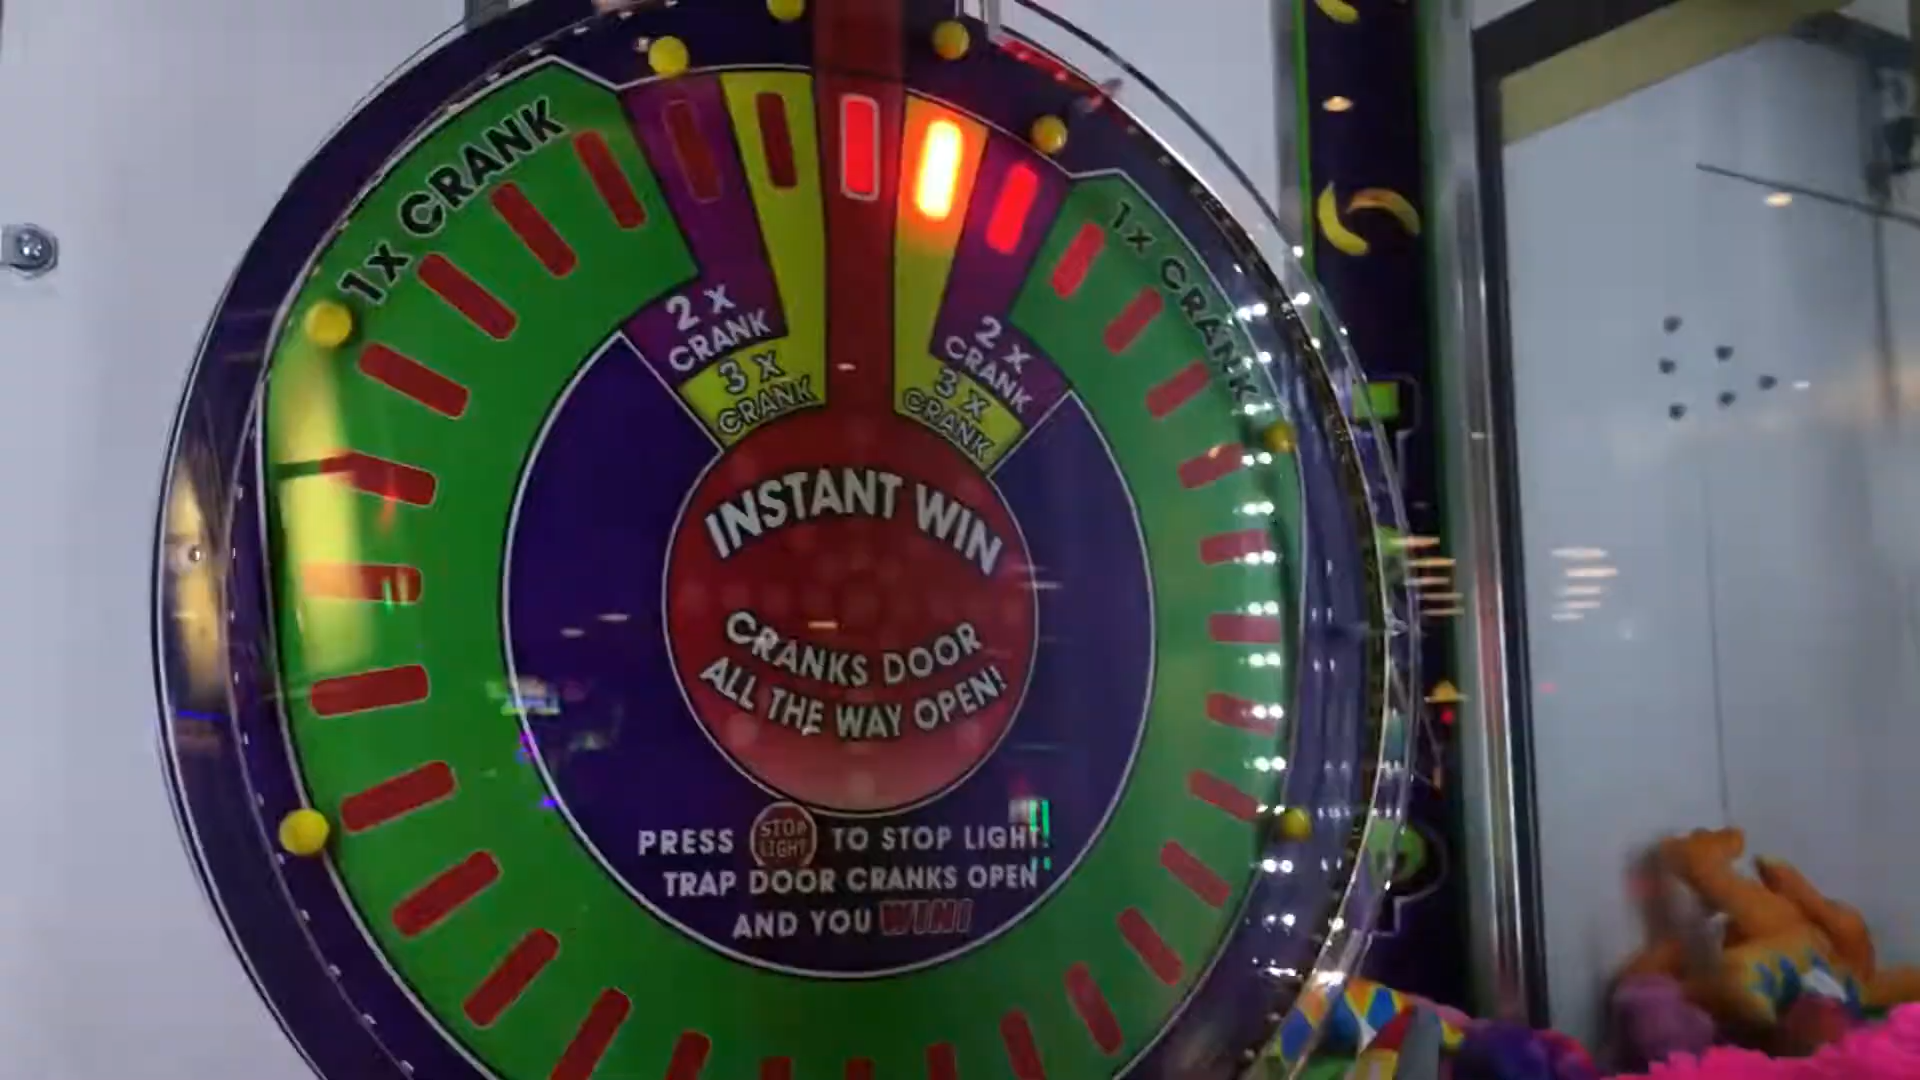 1x CRANK
1x CRANK
2 x
CRANK
3 x
CRANK
2 x
CRANK
3 x
CRANK
INSTANT WIN
CRANKS DOOR
ALL THE WAY OPEN!
PRESS STOP LIGHT TO STOP LIGHT!
TRAP DOOR CRANKS OPEN
AND YOU WIN!